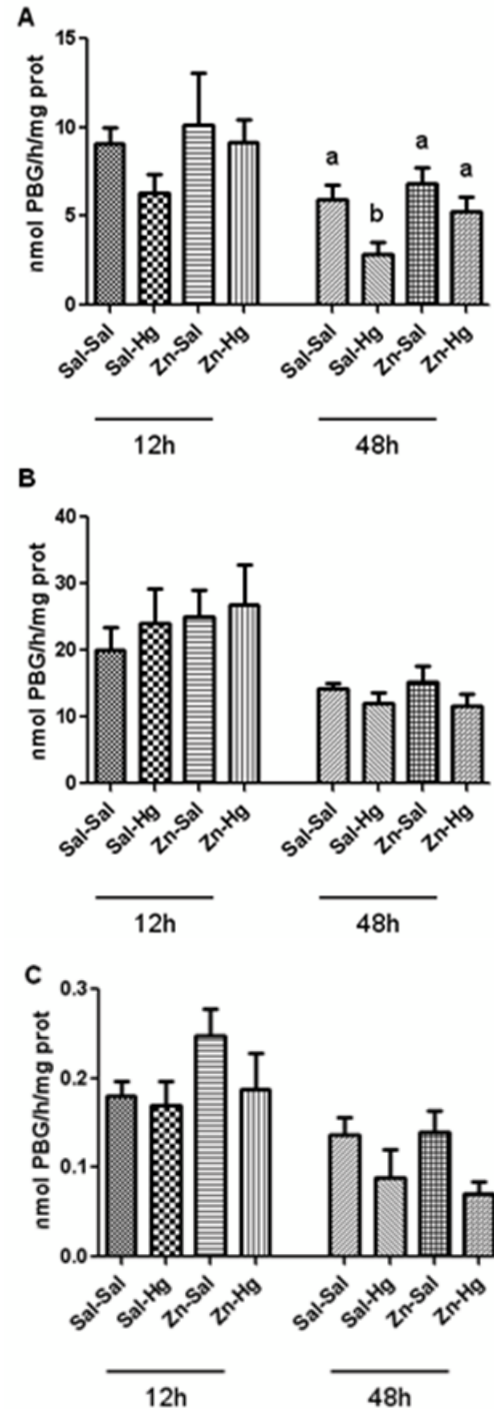 A
nmol PBG/h/mg prot
15
10
5
0
a
b
a
a
Sal-Sal
Sal-Hg
Zn-Sal
Zn-Hg
Sal-Sal
Sal-Hg
Zn-Sal
Zn-Hg
12h
48h
B
nmol PBG/h/mg prot
40
30
20
10
0
Sal-Sal
Sal-Hg
Zn-Sal
Zn-Hg
Sal-Sal
Sal-Hg
Zn-Sal
Zn-Hg
12h
48h
C
nmol PBG/h/mg prot
0.3
0.2
0.1
0.0
Sal-Sal
Sal-Hg
Zn-Sal
Zn-Hg
Sal-Sal
Sal-Hg
Zn-Sal
Zn-Hg
12h
48h